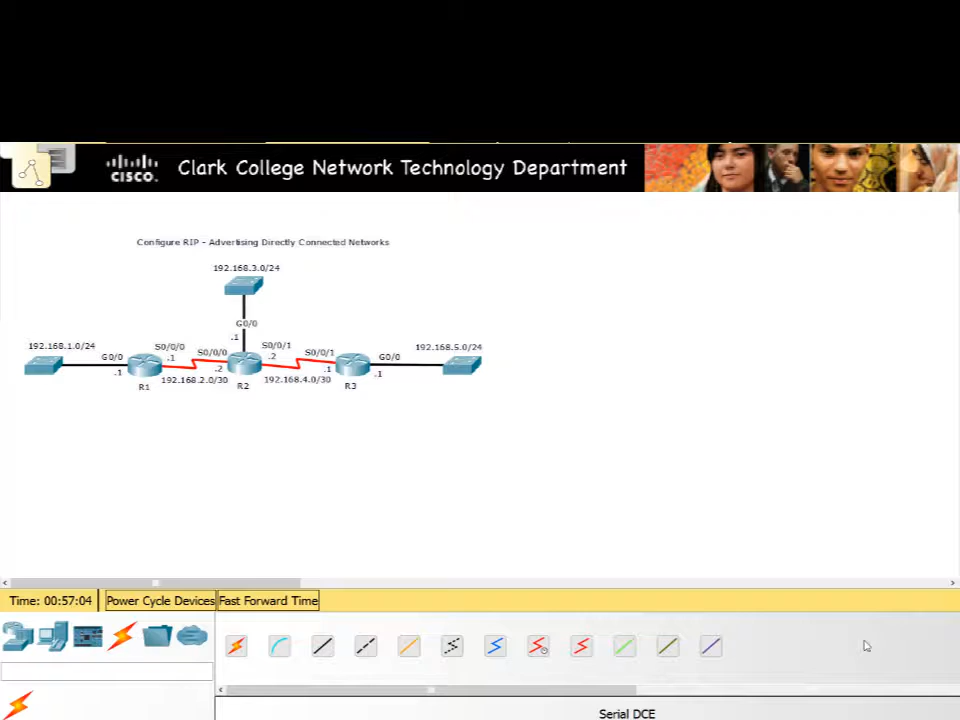 CISCO.
Clark College Network Technology Department
Configure RIP - Advertising Directly Connected Networks
192.168.3.0/24
G0/0
.1
192.168.1.0/24
G0/0
.1
S0/0/0
.1
S0/0/0
.2
S0/0/1
.2
S0/0/1
.1
G0/0
.1
192.168.5.0/24
192.168.2.0/30
192.168.4.0/30
R1
R2
R3
Time: 00:57:04
Power Cycle Devices
Fast Forward Time
Serial DCE